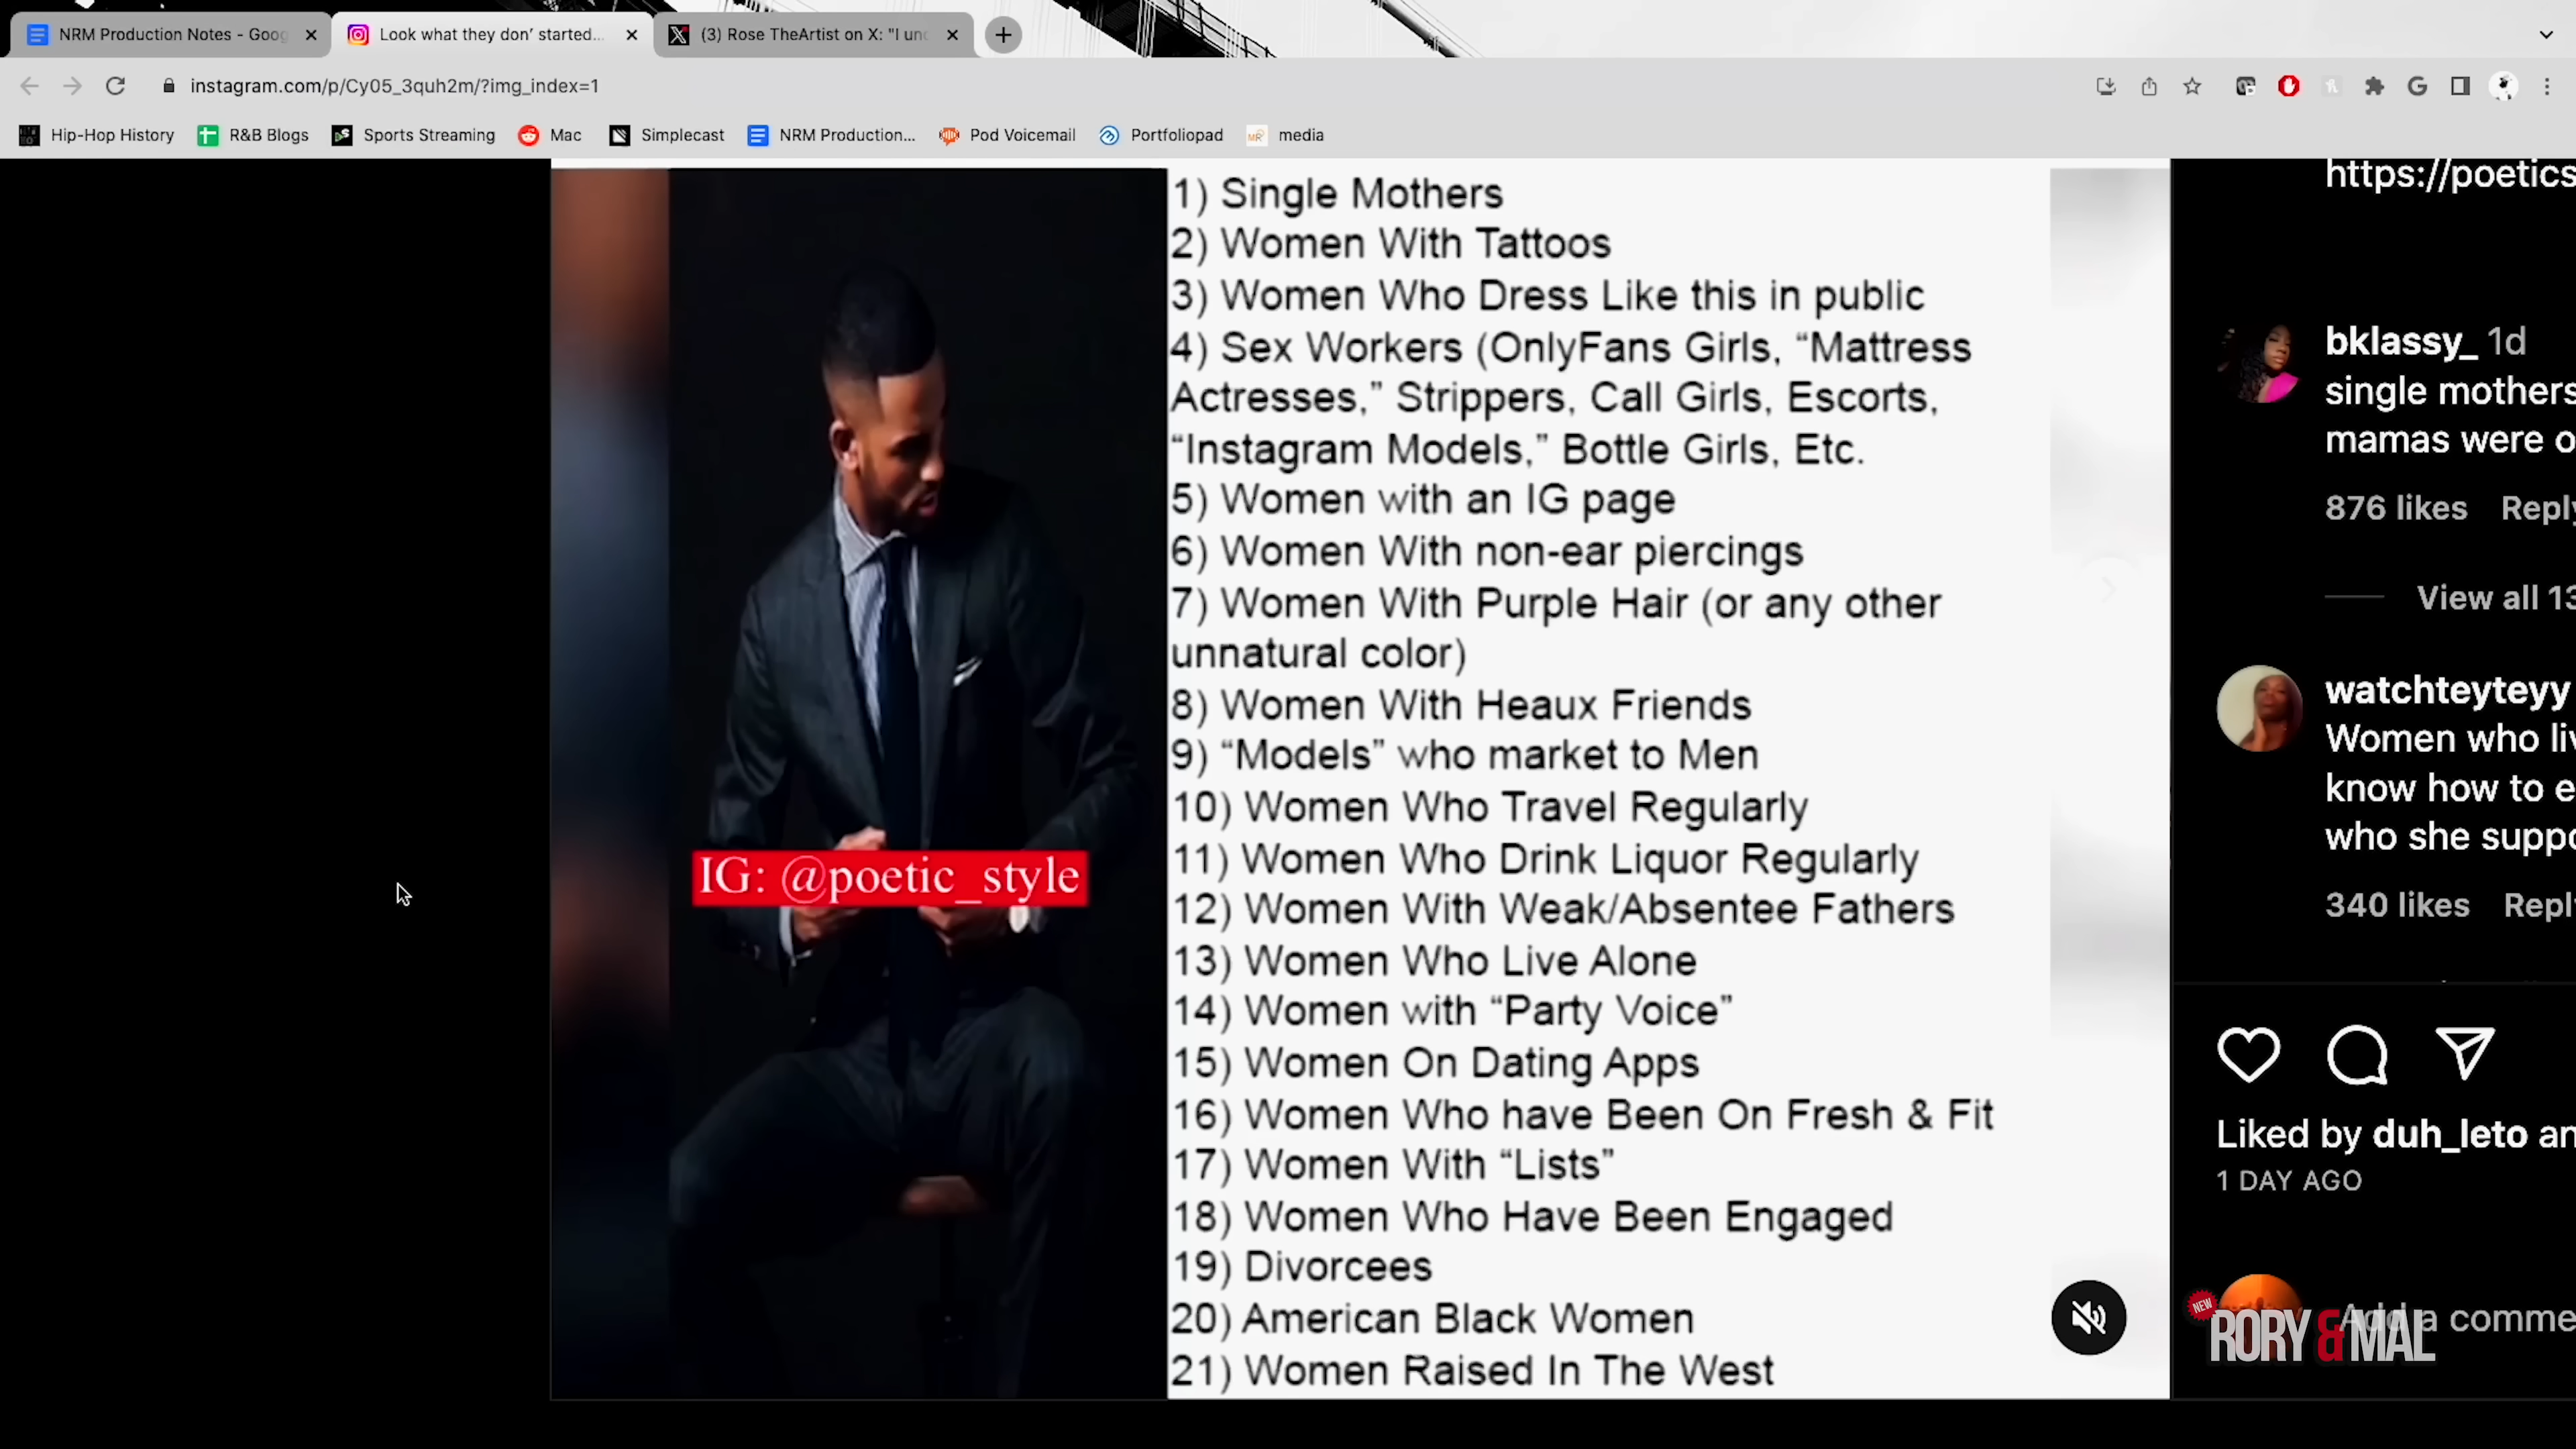 NRM Production Notes - Goog
Look what they don' started...
(3) Rose TheArtist on X: "I un
instagram.com/p/Cy05_3quh2m/?img_index=1
Hip-Hop History
R&B Blogs
Sports Streaming
Mac
Simplecast
NRM Production...
Pod Voicemail
Portfoliopad
MR
media
1) Single Mothers
2) Women With Tattoos
3) Women Who Dress Like this in public
4) Sex Workers (OnlyFans Girls, “Mattress
Actresses,” Strippers, Call Girls, Escorts,
“Instagram Models,” Bottle Girls, Etc.
5) Women with an IG page
6) Women With non-ear piercings
7) Women With Purple Hair (or any other
unnatural color)
8) Women With Heaux Friends
9) “Models” who market to Men
10) Women Who Travel Regularly
11) Women Who Drink Liquor Regularly
12) Women With Weak/Absentee Fathers
13) Women Who Live Alone
14) Women with “Party Voice”
15) Women On Dating Apps
16) Women Who have Been On Fresh & Fit
17) Women With “Lists”
18) Women Who Have Been Engaged
19) Divorcees
20) American Black Women
21) Women Raised In The West
IG: @poetic_style
https://poetics
bklassy_ 1d
single mothers
mamas were o
876 likes Reply
View all 13
watchteyteyy
Women who liv
know how to e
who she suppo
340 likes Repl
Liked by duh_leto an
1 DAY AGO
Add a comme
NEW
RORY & MAL